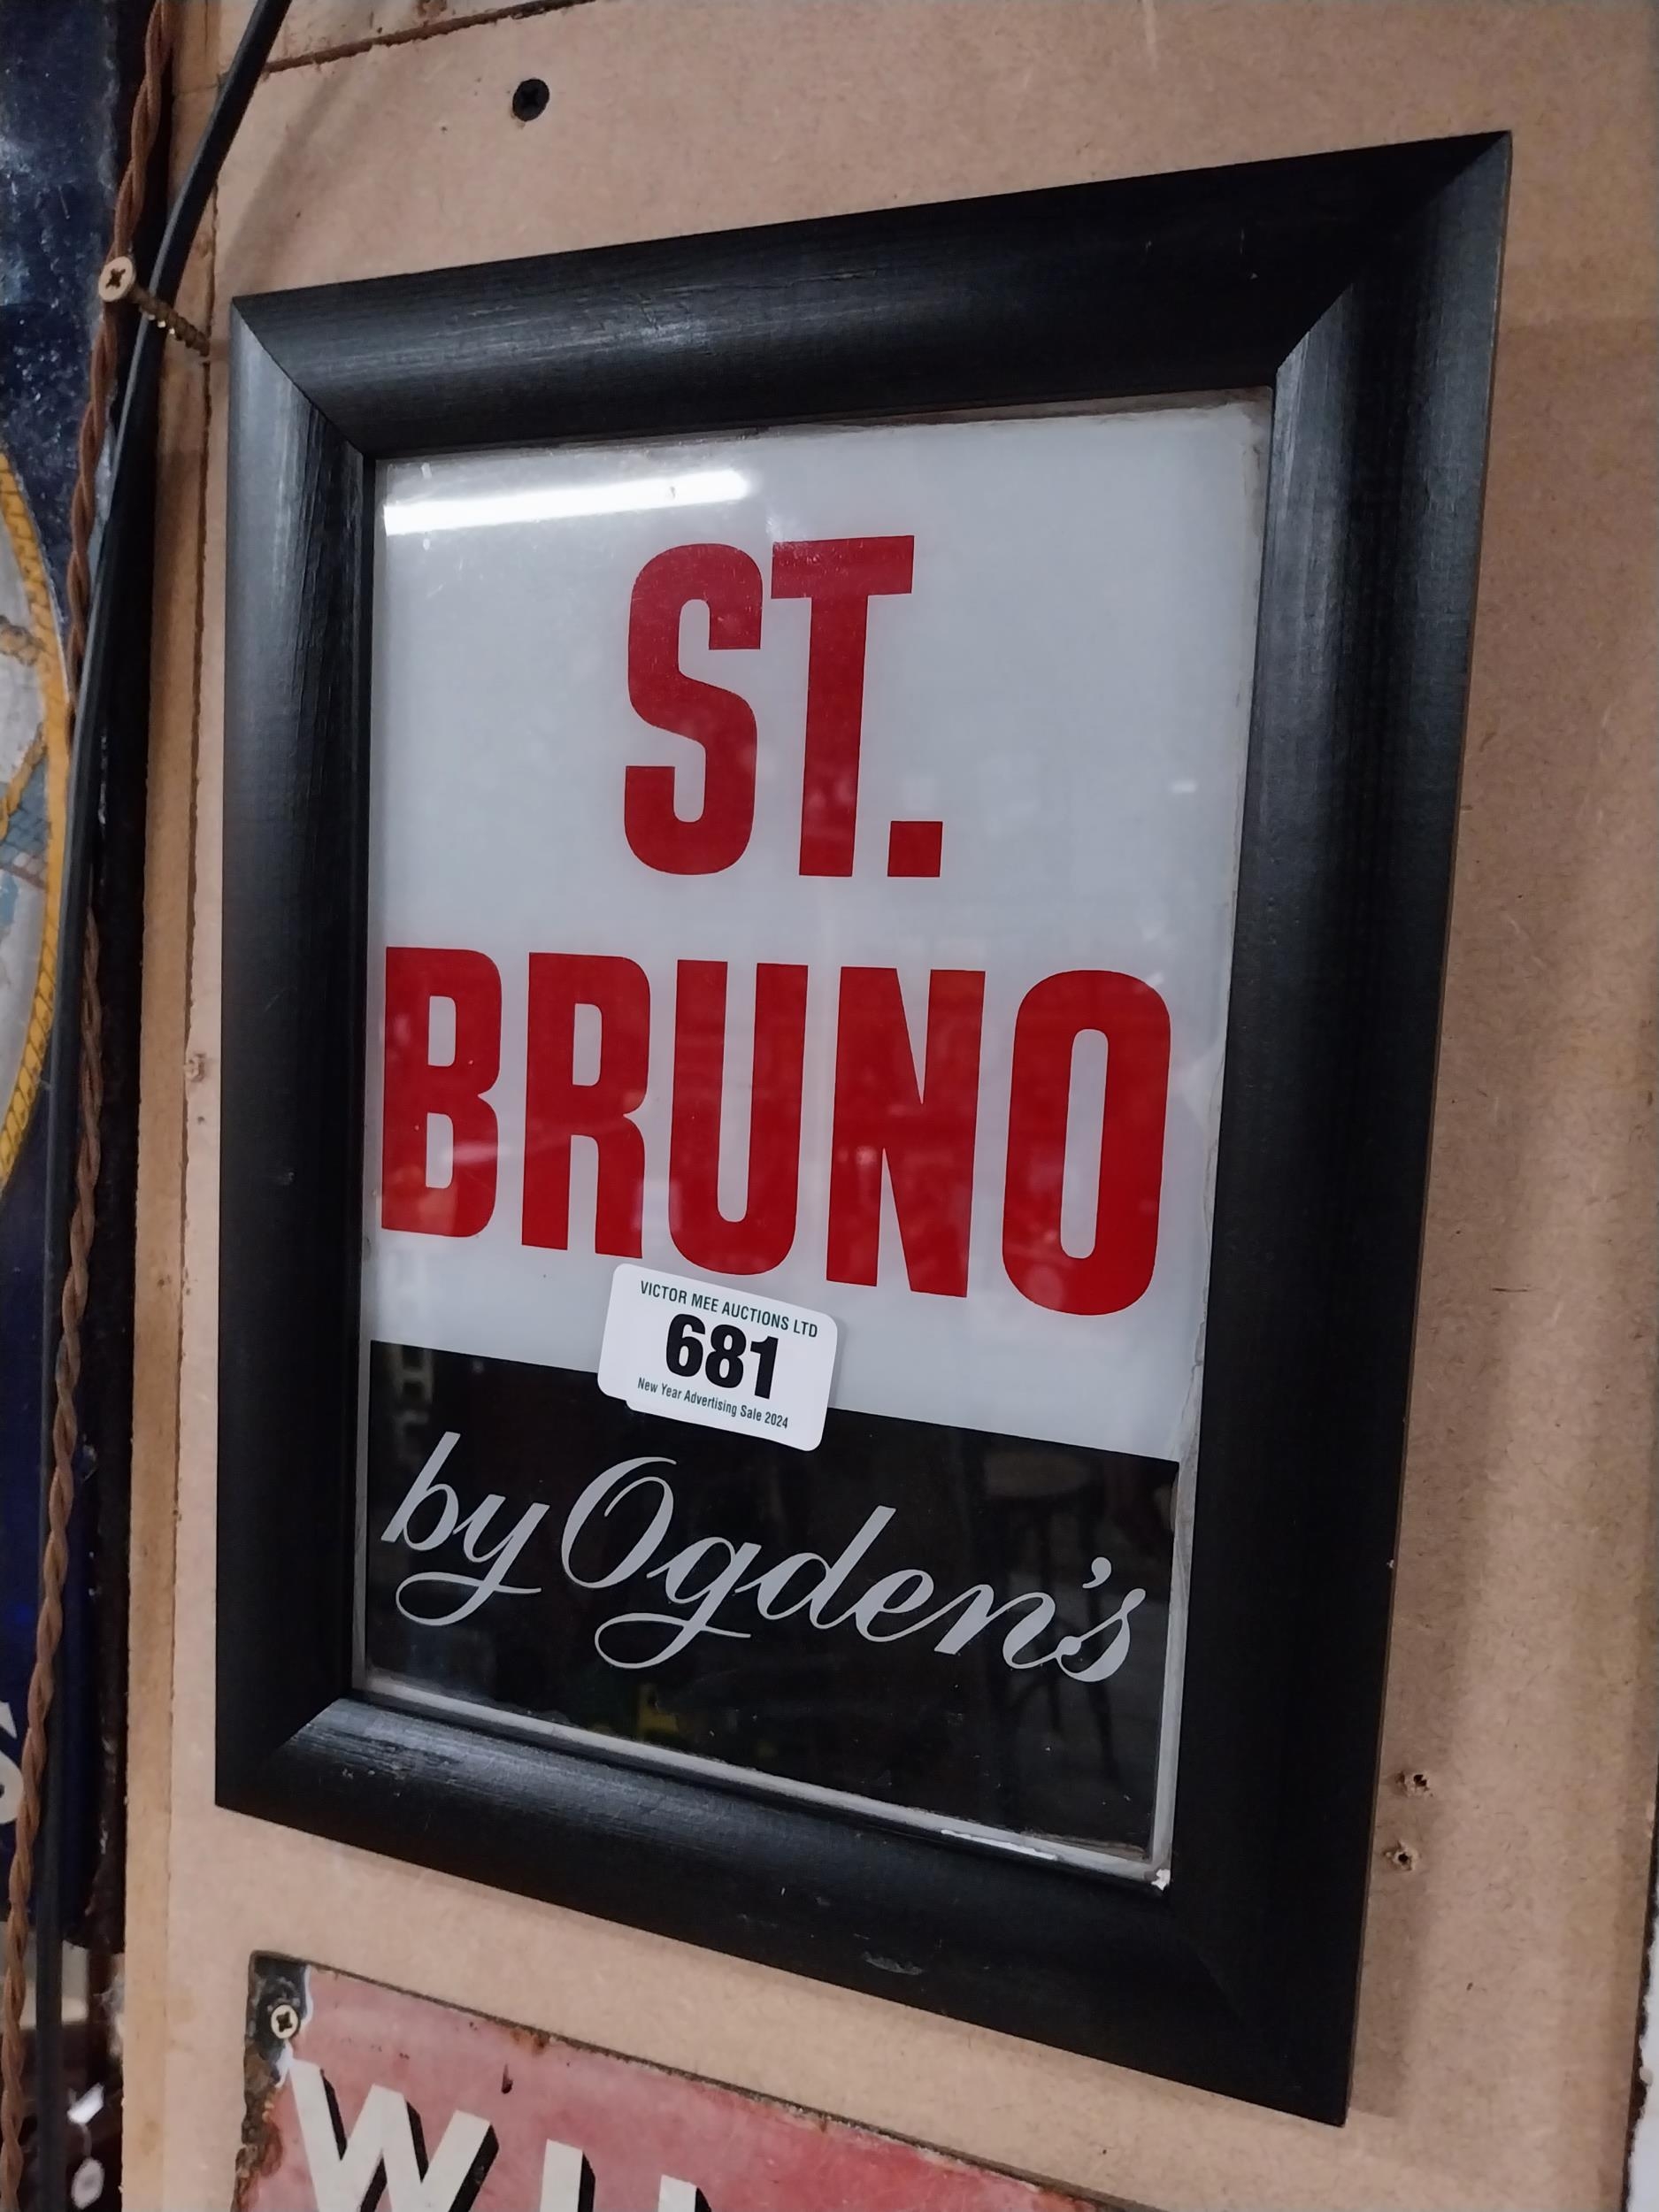 ST.
BRUNO
VICTOR MEE AUCTIONS LTD
681
New Year Advertising Sale 2024
by Ogden's